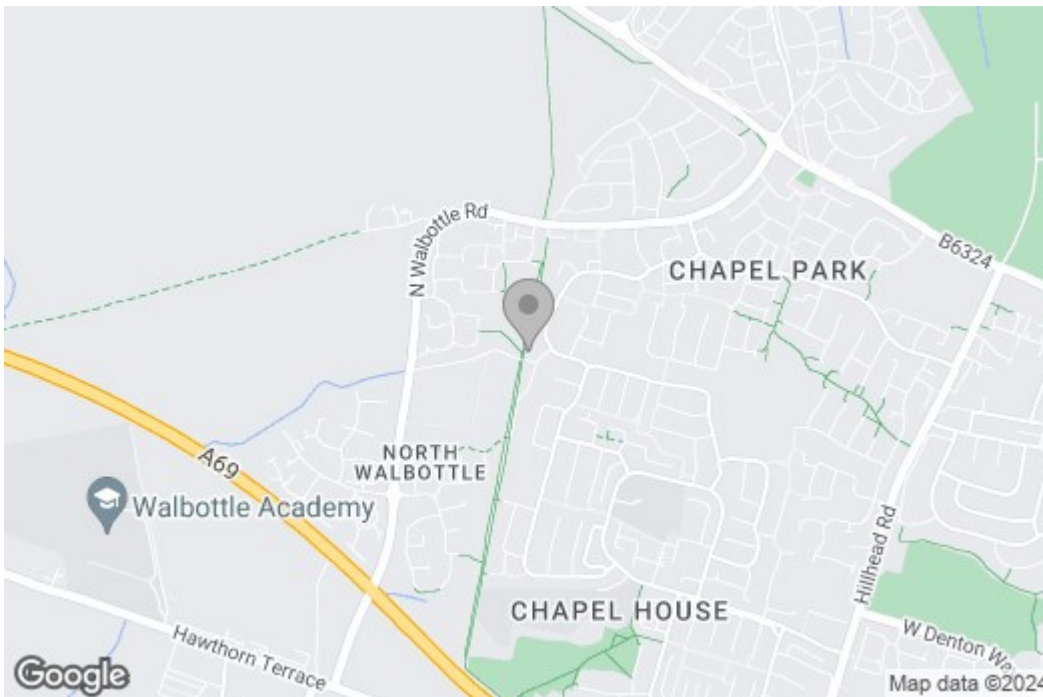 N Walbottle Rd
B6324
CHAPEL PARK
A69
NORTH
WALBOTTLE
Walbottle Academy
Hillhead Rd
CHAPEL HOUSE
W Denton Wa
Hawthorn Terrace
Google
Map data ©2024